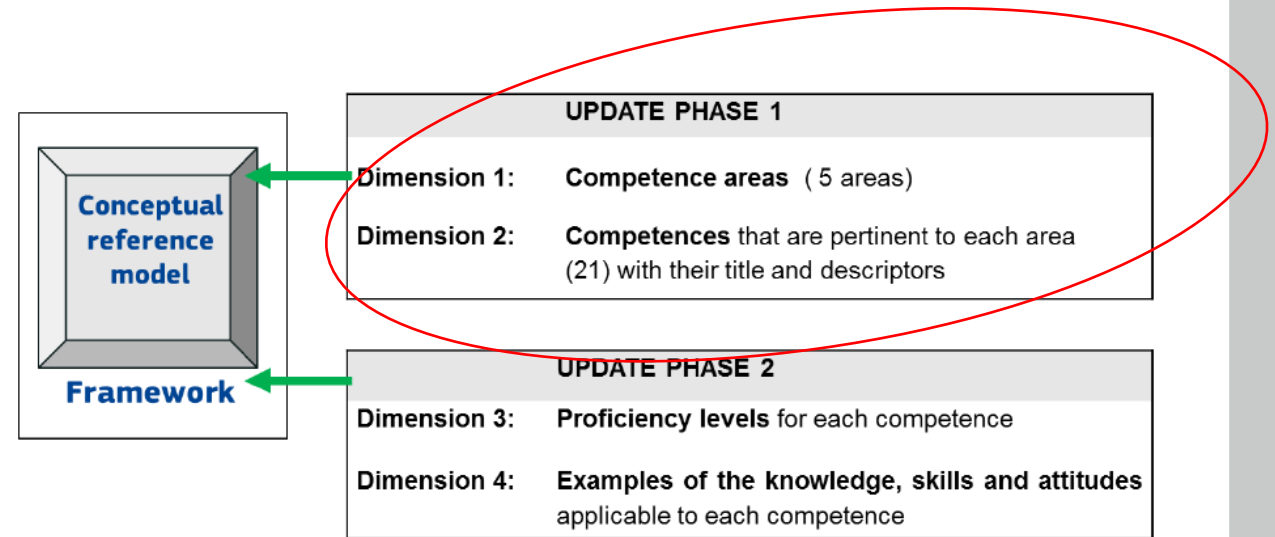 Conceptual
reference
model
Framework
UPDATE PHASE 1
Dimension 1: Competence areas ( 5 areas)
Dimension 2: Competences that are pertinent to each area
(21) with their title and descriptors
UPDATE PHASE 2
Dimension 3: Proficiency levels for each competence
Dimension 4: Examples of the knowledge, skills and attitudes
applicable to each competence